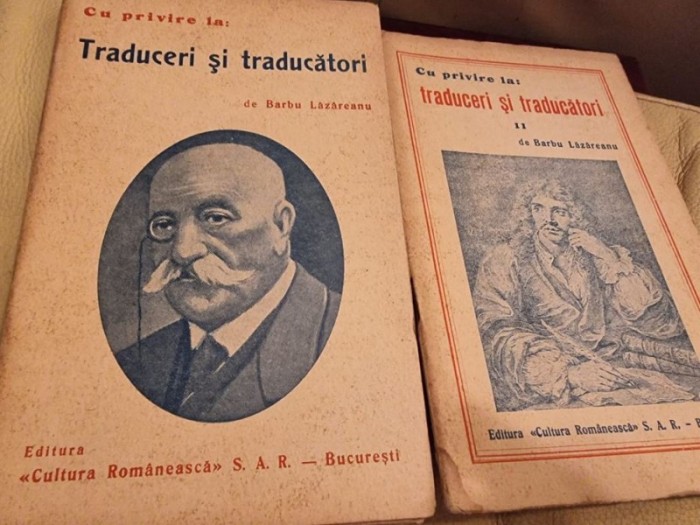 Cu privire la:
Traduceri şi traducători
de Barbu Lăzăreanu
Editura
«Cultura Românească» S. A. R. — Bucureşti
Cu privire la:
traduceri şi traducători
II
de Barbu Lăzăreanu
Editura «Cultura Românească» S. A. R. –